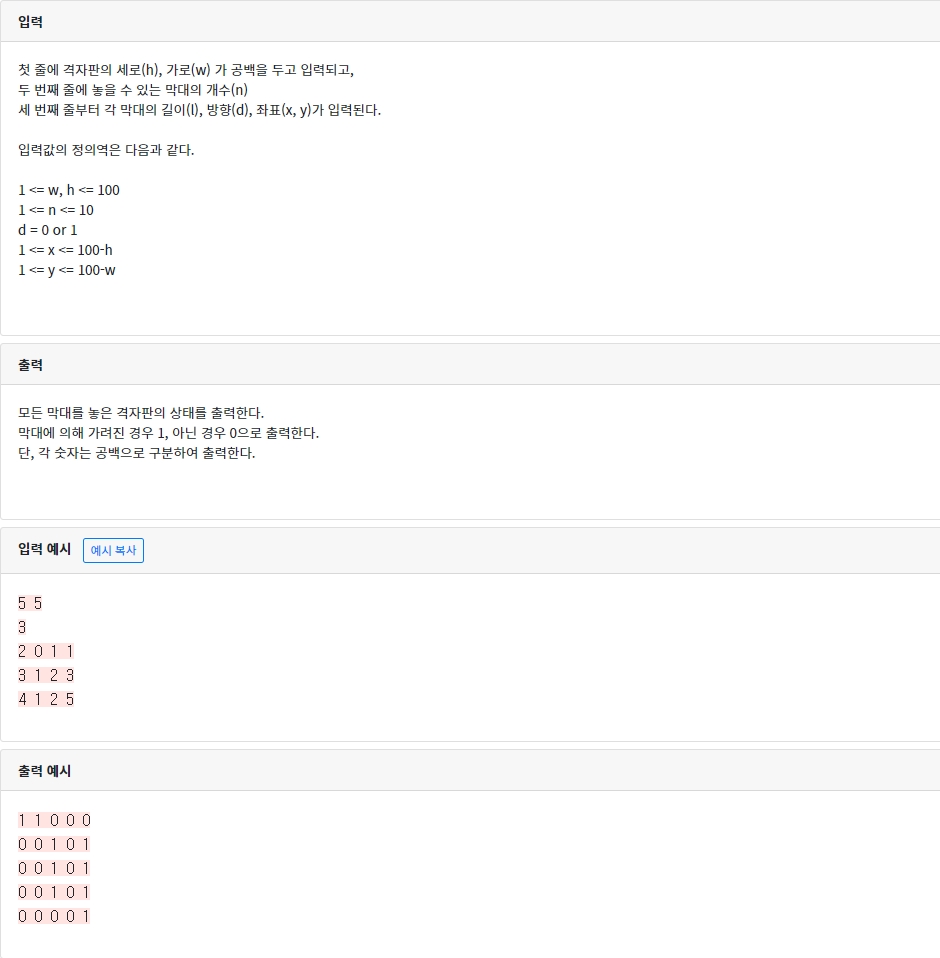 입력
첫 줄에 격자판의 세로(h), 가로(w) 가 공백을 두고 입력되고,
두 번째 줄에 놓을 수 있는 막대의 개수(n)
세 번째 줄부터 각 막대의 길이(l), 방향(d), 좌표(x, y)가 입력된다.
입력값의 정의역은 다음과 같다.
1 <= w, h <= 100
1 <= n <= 10
d = 0 or 1
1 <= x <= 100-h
1 <= y <= 100-w
출력
모든 막대를 놓은 격자판의 상태를 출력한다.
막대에 의해 가려진 경우 1, 아닌 경우 0으로 출력한다.
단, 각 숫자는 공백으로 구분하여 출력한다.
입력 예시 예시 복사
5 5
3
2 0 1 1
3 1 2 3
4 1 2 5
출력 예시
1 1 0 0 0
0 0 1 0 1
0 0 1 0 1
0 0 1 0 1
0 0 0 0 1